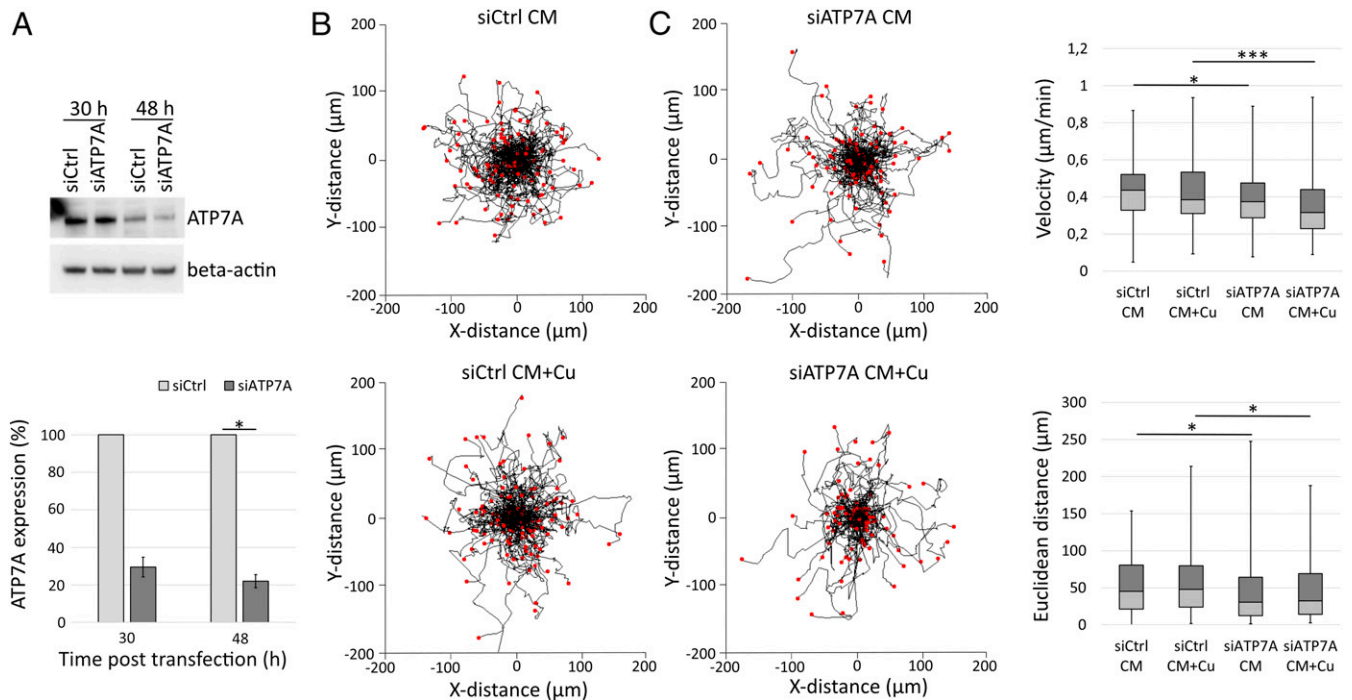 A
30 h
48 h
siCtrl
siATP7A
siCtrl
siATP7A
ATP7A
beta-actin
siCtrl
siATP7A
ATP7A expression (%)
100
80
60
40
20
0
*
30
48
Time post transfection (h)
B
siCtrl CM
Y-distance (µm)
200
100
0
-100
-200
-200
-100
0
100
200
X-distance (µm)
siCtrl CM+Cu
Y-distance (µm)
200
100
0
-100
-200
-200
-100
0
100
200
X-distance (µm)
C
siATP7A CM
Y-distance (µm)
200
100
0
-100
-200
-200
-100
0
100
200
X-distance (µm)
siATP7A CM+Cu
Y-distance (µm)
200
100
0
-100
-200
-200
-100
0
100
200
X-distance (µm)
Velocity (µm/min)
1,2
1
0,8
0,6
0,4
0,2
0
***
*
siCtrl
CM
siCtrl
CM+Cu
siATP7A
CM
siATP7A
CM+Cu
Euclidean distance (µm)
300
250
200
150
100
50
0
*
*
siCtrl
CM
siCtrl
CM+Cu
siATP7A
CM
siATP7A
CM+Cu